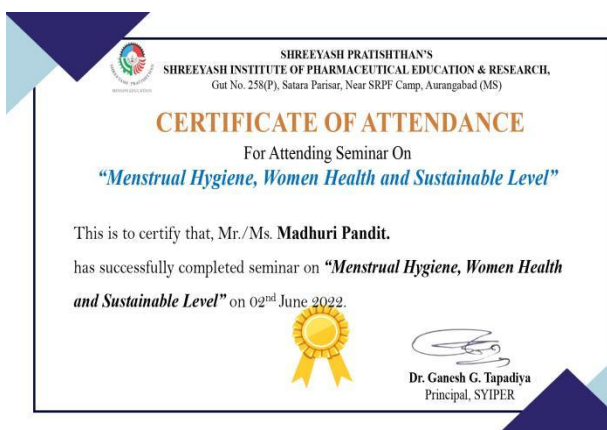 SHREEYASH PRATISHTHAN'S
SHREEYASH INSTITUTE OF PHARMACEUTICAL EDUCATION & RESEARCH,
Gut No. 258(P), Satara Parisar, Near SRPF Camp, Aurangabad (MS)
MISSION EDUCATION
CERTIFICATE OF ATTENDANCE
For Attending Seminar On
“Menstrual Hygiene, Women Health and Sustainable Level”
This is to certify that, Mr./Ms. Madhuri Pandit.
has successfully completed seminar on “Menstrual Hygiene, Women Health
and Sustainable Level” on 02nd June 2022.
Dr. Ganesh G. Tapadiya
Principal, SYIPER